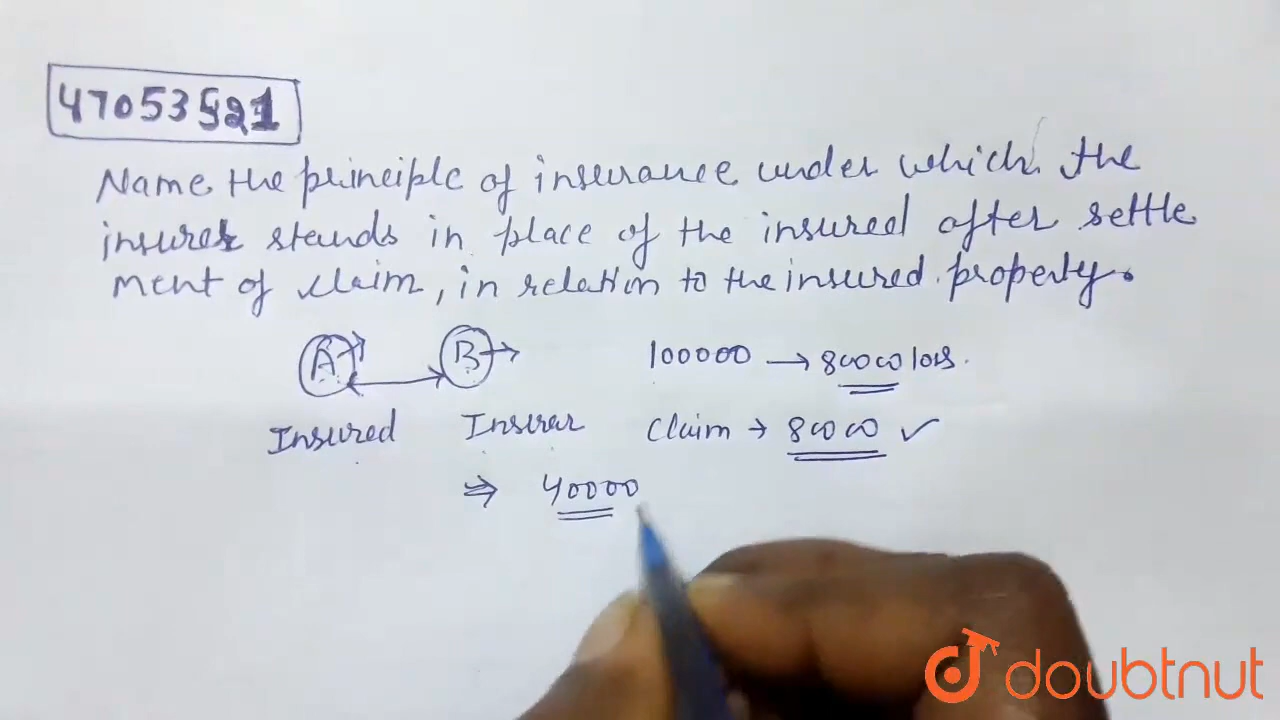 47053521
Name the principle of insurance under which the
insurer stands in place of the insured after settle
ment of claim, in relation to the insured property.
A B 100000 → 80000 loss.
Insured Insurer Claim → 80000 ✓
⇒ 40000
doubtnut